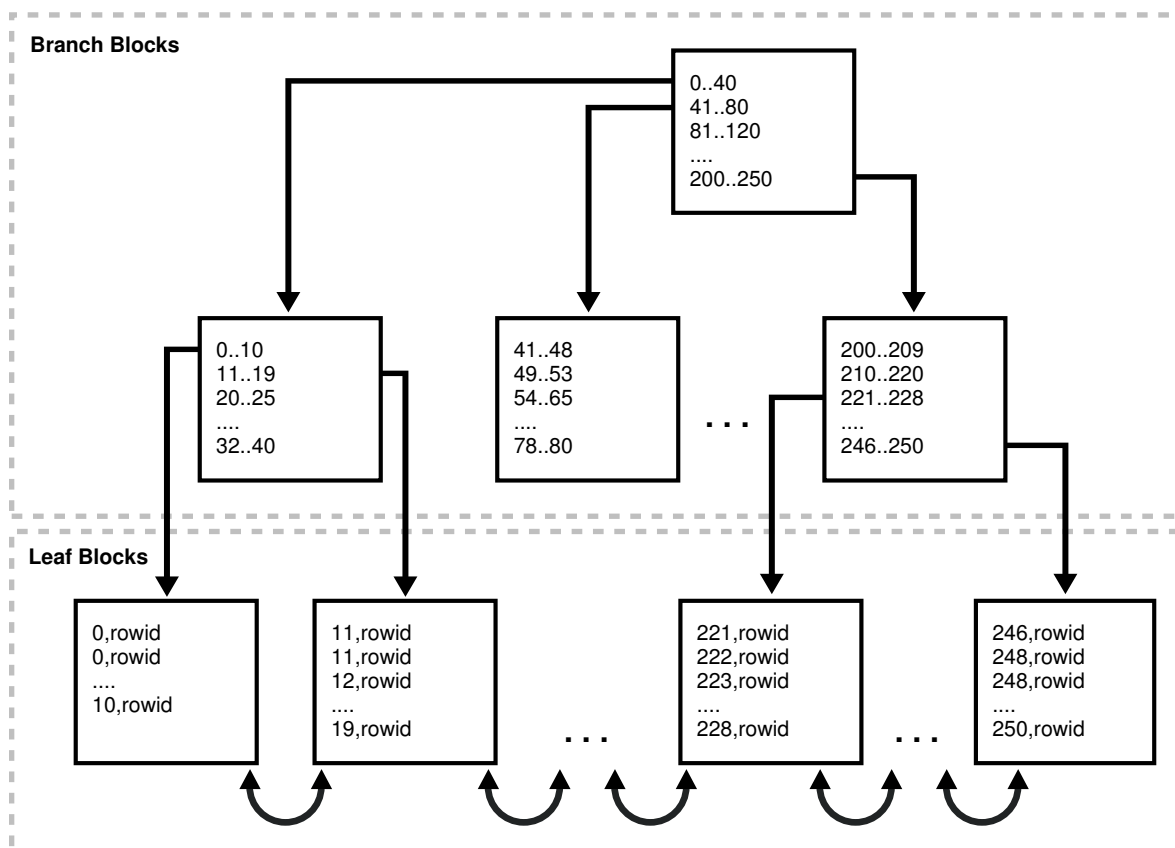 Branch Blocks
0..40
41..80
81..120
....
200..250
0..10
11..19
20..25
....
32..40
41..48
49..53
54..65
....
78..80
. . .
200..209
210..220
221..228
....
246..250
Leaf Blocks
0,rowid
0,rowid
....
10,rowid
11,rowid
11,rowid
12,rowid
....
19,rowid
. . .
221,rowid
222,rowid
223,rowid
....
228,rowid
. . .
246,rowid
248,rowid
248,rowid
....
250,rowid